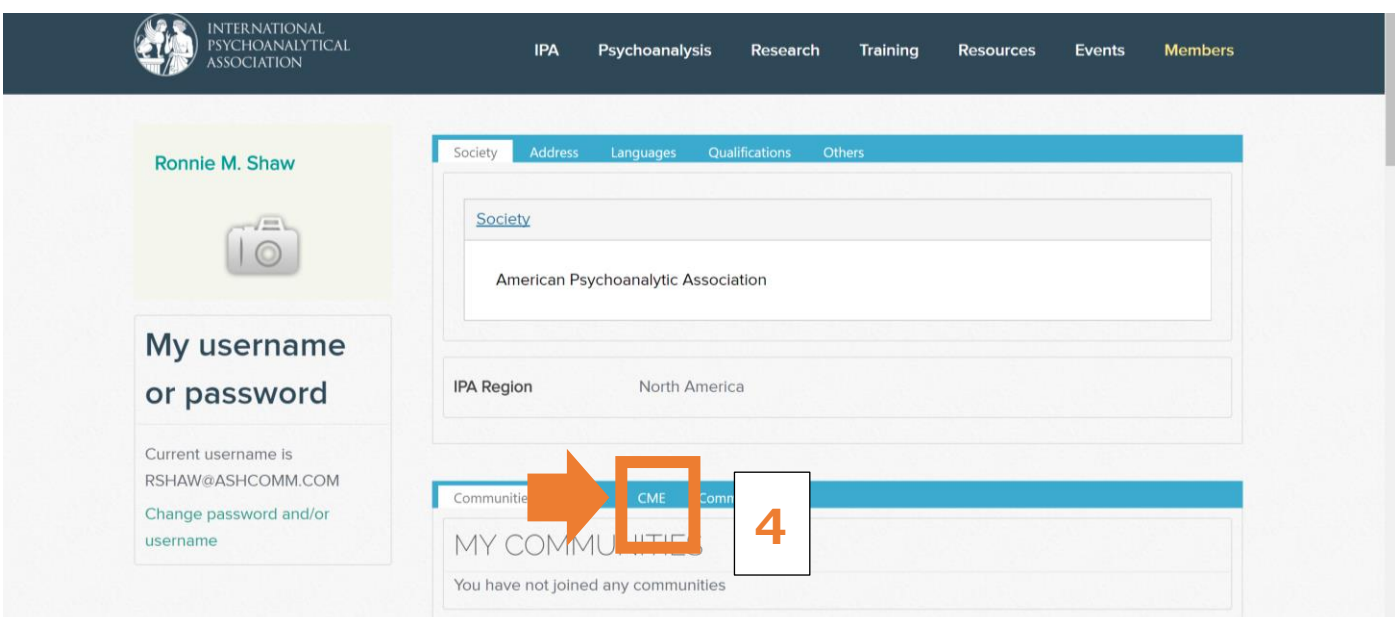 INTERNATIONAL
PSYCHOANALYTICAL
ASSOCIATION
IPA Psychoanalysis Research Training Resources Events Members
Ronnie M. Shaw
My username
or password
Current username is
RSHAW@ASHCOMM.COM
Change password and/or
username
Society Address Languages Qualifications Others
Society
American Psychoanalytic Association
IPA Region North America
CME
4
MY COMMUNITIES
You have not joined any communities